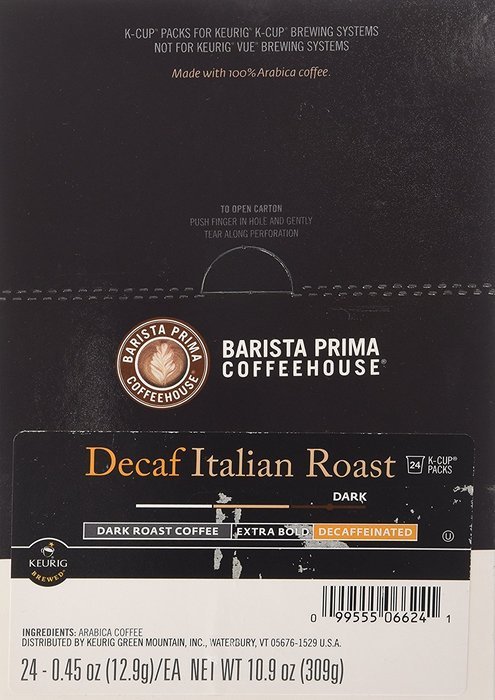 K-CUP® PACKS FOR KEURIG® K-CUP® BREWING SYSTEMS
NOT FOR KEURIG® VUE® BREWING SYSTEMS
Made with 100% Arabica coffee.
TO OPEN CARTON
PUSH FINGER IN HOLE AND GENTLY
TEAR ALONG PERFORATION
BARISTA PRIMA
COFFEEHOUSE
BARISTA PRIMA
COFFEEHOUSE®
Decaf Italian Roast
24 K-CUP®
PACKS
DARK
DARK ROAST COFFEE EXTRA BOLD DECAFFEINATED
U
KEURIG
BREWED®
0 99555 06624 1
INGREDIENTS: ARABICA COFFEE
DISTRIBUTED BY KEURIG GREEN MOUNTAIN, INC., WATERBURY, VT 05676-1529 U.S.A.
24 - 0.45 oz (12.9g)/EA NET WT 10.9 oz (309g)